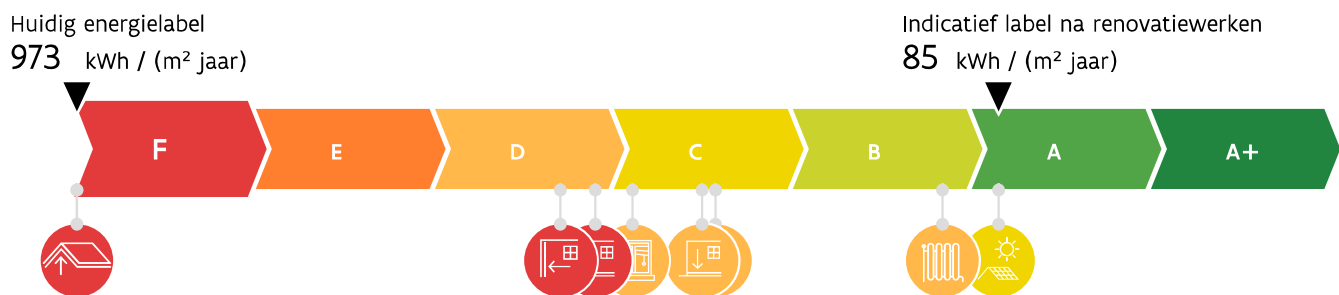 Huidig energielabel
973 kWh / (m² jaar)
Indicatief label na renovatiewerken
85 kWh / (m² jaar)
F E D C B A A+